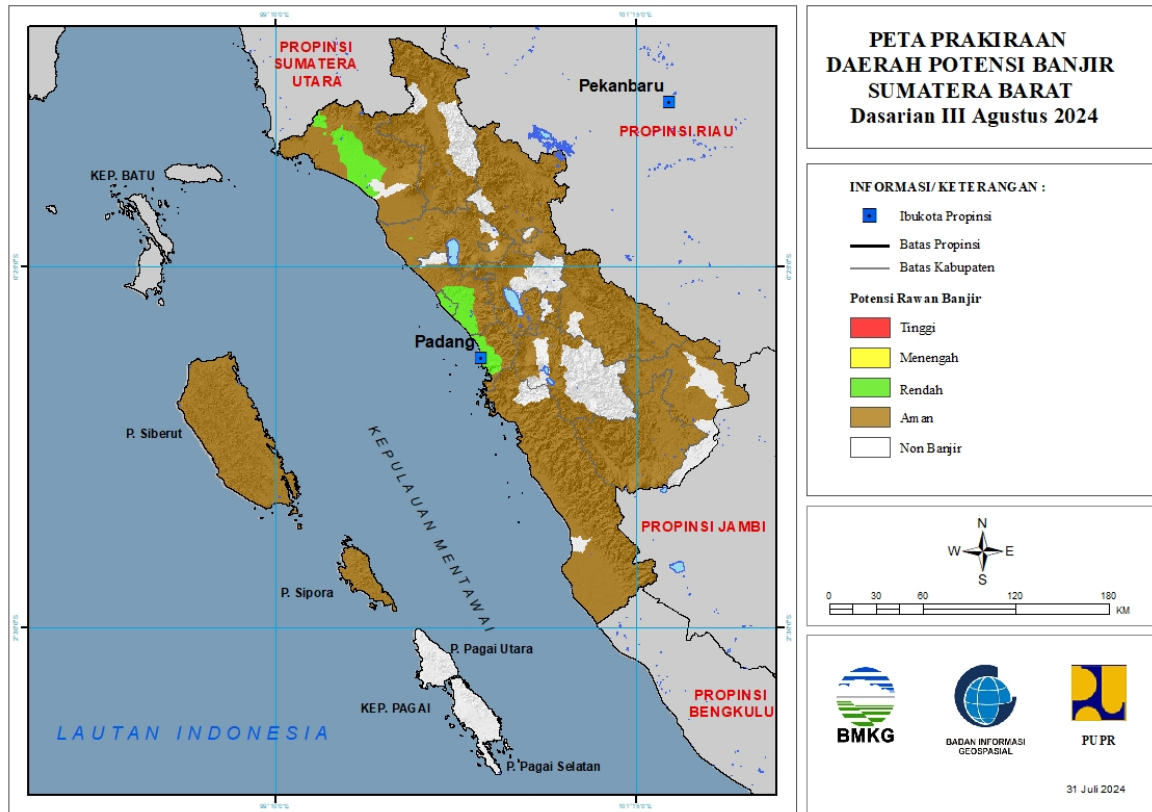 PETA PRAKIRAAN
DAERAH POTENSI BANJIR
SUMATERA BARAT
Dasarian III Agustus 2024
INFORMASI/KETERANGAN :
Ibukota Propinsi
Batas Propinsi
Batas Kabupaten
Potensi Rawan Banjir
Tinggi
Menengah
Rendah
Aman
Non Banjir
N
W E
S
0 30 60 120 180
KM
BMKG
BADAN INFORMASI
GEOSPASIAL
PUPR
31 Juli 2024
PROPINSI
SUMATERA
UTARA
Pekanbaru
PROPINSI RIAU
KEP. BATU
Padang
P. Siberut
KEPULAUAN MENTAWAI
PROPINSI JAMBI
P. Sipora
P. Pagai Utara
KEP. PAGAI
PROPINSI
BENGKULU
LAUTAN INDONESIA
P. Pagai Selatan